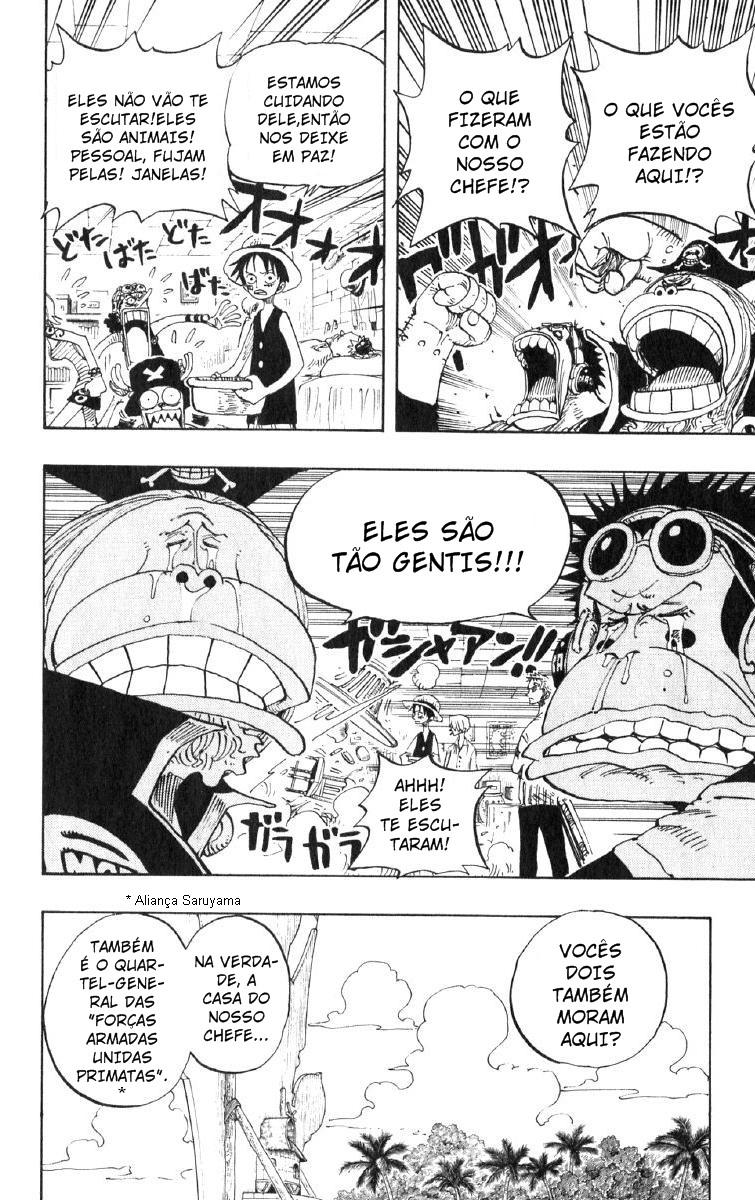 O QUE VOCÊS
ESTÃO
FAZENDO
AQUI!?
O QUE
FIZERAM
COM O
NOSSO
CHEFE!?
ESTAMOS
CUIDANDO
DELE,ENTÃO
NOS DEIXE
EM PAZ!
ELES NÃO VÃO TE
ESCUTAR!ELES
SÃO ANIMAIS!
PESSOAL, FUJAM
PELAS! JANELAS!
オオオオ
どた
ばた
どた
ばた
ELES SÃO
TÃO GENTIS!!!
ガシャアン!!
AHHH!
ELES
TE ESCU-
TARAM!
ガラ
ガラ
* Aliança Saruyama
VOCÊS
DOIS
TAMBÉM
MORAM
AQUI?
NA VERDA-
DE, A
CASA DO
NOSSO
CHEFE...
TAMBÉM
É O QUAR-
TEL-GENE-
RAL DAS
"FORÇAS
ARMADAS
UNIDAS
PRIMATAS".
*